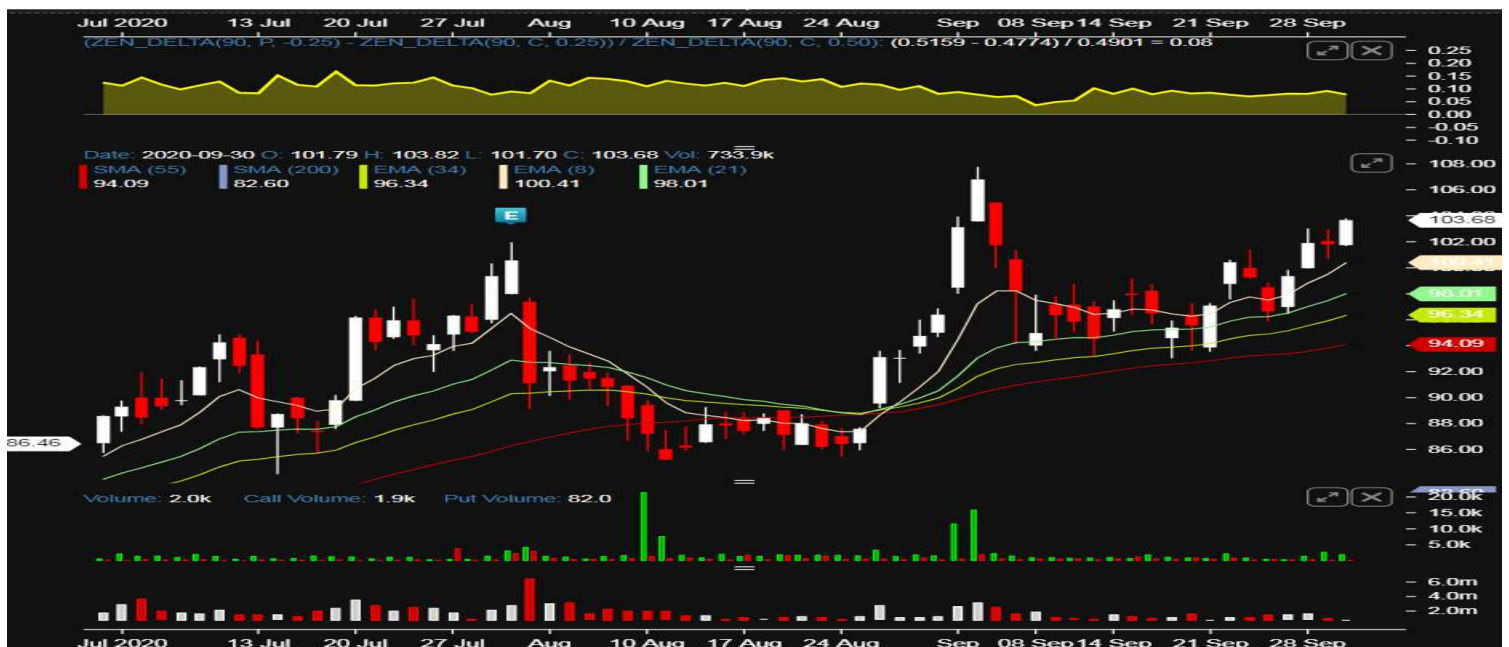 Jul 2020 13 Jul 20 Jul 27 Jul Aug 10 Aug 17 Aug 24 Aug Sep 08 Sep 14 Sep 21 Sep 28 Sep
(ZEN_DELTA(90, P, -0.25) - ZEN_DELTA(90, C, 0.25)) / ZEN_DELTA(90, C, 0.50): (0.5159 - 0.4774) / 0.4901 = 0.08
0.25
0.20
0.15
0.10
0.05
0.00
-0.05
-0.10
Date: 2020-09-30 O: 101.79 H: 103.82 L: 101.70 C: 103.68 Vol: 733.9k
SMA (55) SMA (200) EMA (34) EMA (8) EMA (21)
94.09 82.60 96.34 100.41 98.01
108.00
106.00
E
103.68
102.00
100.41
98.01
96.34
94.09
92.00
90.00
88.00
86.46
86.00
Volume: 2.0k Call Volume: 1.9k Put Volume: 82.0
82.60
20.0k
15.0k
10.0k
5.0k
6.0m
4.0m
2.0m
Jul 2020 13 Jul 20 Jul 27 Jul Aug 10 Aug 17 Aug 24 Aug Sep 08 Sep 14 Sep 21 Sep 28 Sep